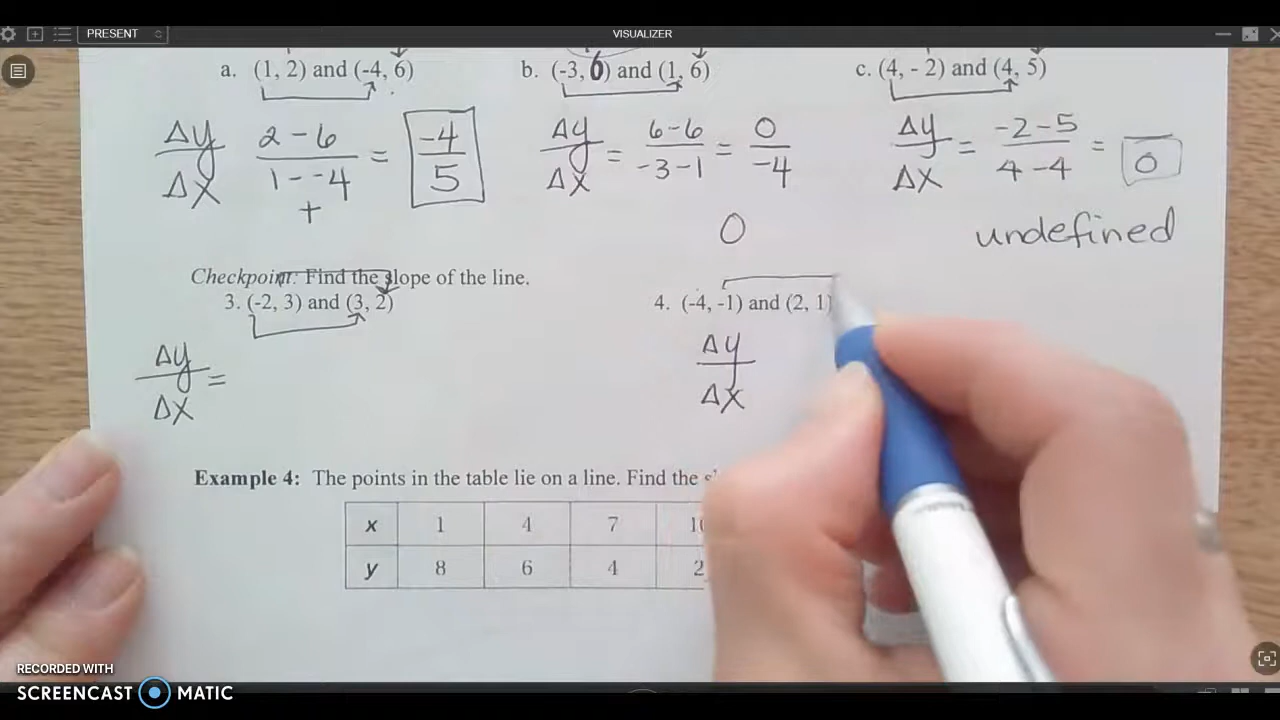 PRESENT
VISUALIZER
a. (1, 2) and (-4, 6)
b. (-3, 6) and (1, 6)
c. (4, - 2) and (4, 5)
Δy/Δx 2 - 6/1 - -4 = -4/5
+
Δy/Δx = 6-6/-3-1 = 0/-4
0
Δy/Δx = -2-5/4-4 = /0
undefined
Checkpoint: Find the slope of the line.
3. (-2, 3) and (3, 2)
4. (-4, -1) and (2, 1)
Δy/Δx =
Δy/Δx
Example 4: The points in the table lie on a line. Find the
x 1 4 7
y 8 6 4 2
RECORDED WITH
SCREENCAST MATIC